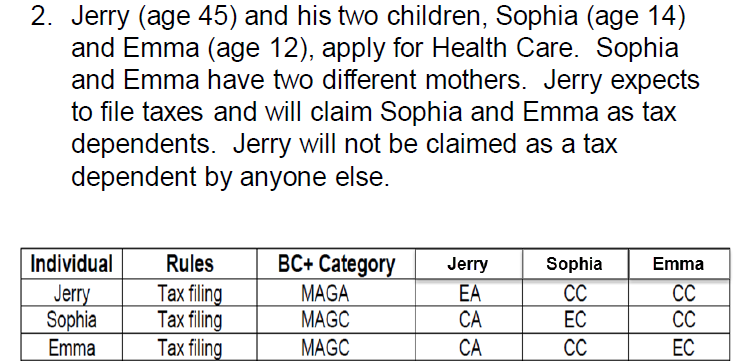 2. Jerry (age 45) and his two children, Sophia (age 14)
and Emma (age 12), apply for Health Care. Sophia
and Emma have two different mothers. Jerry expects
to file taxes and will claim Sophia and Emma as tax
dependents. Jerry will not be claimed as a tax
dependent by anyone else.
Individual Rules BC+ Category Jerry Sophia Emma
Jerry Tax filing MAGA EA CC CC
Sophia Tax filing MAGC CA EC CC
Emma Tax filing MAGC CA CC EC